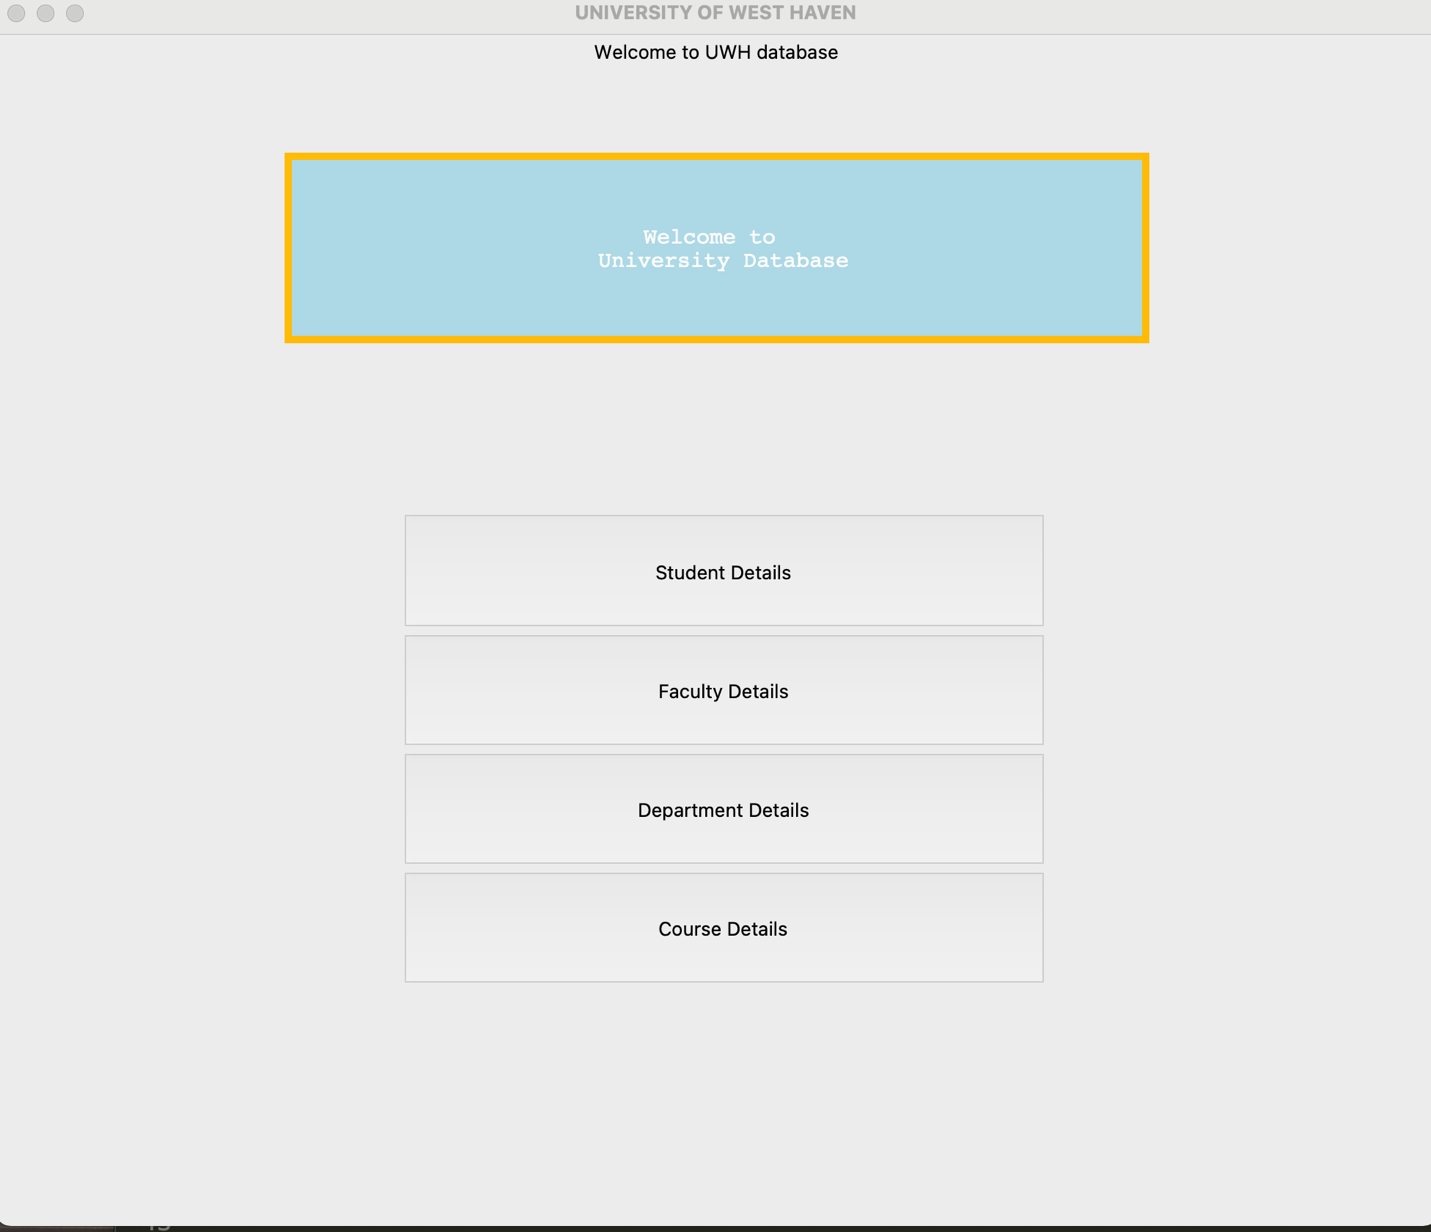 UNIVERSITY OF WEST HAVEN
Welcome to UWH database
Welcome to
University Database
Student Details
Faculty Details
Department Details
Course Details